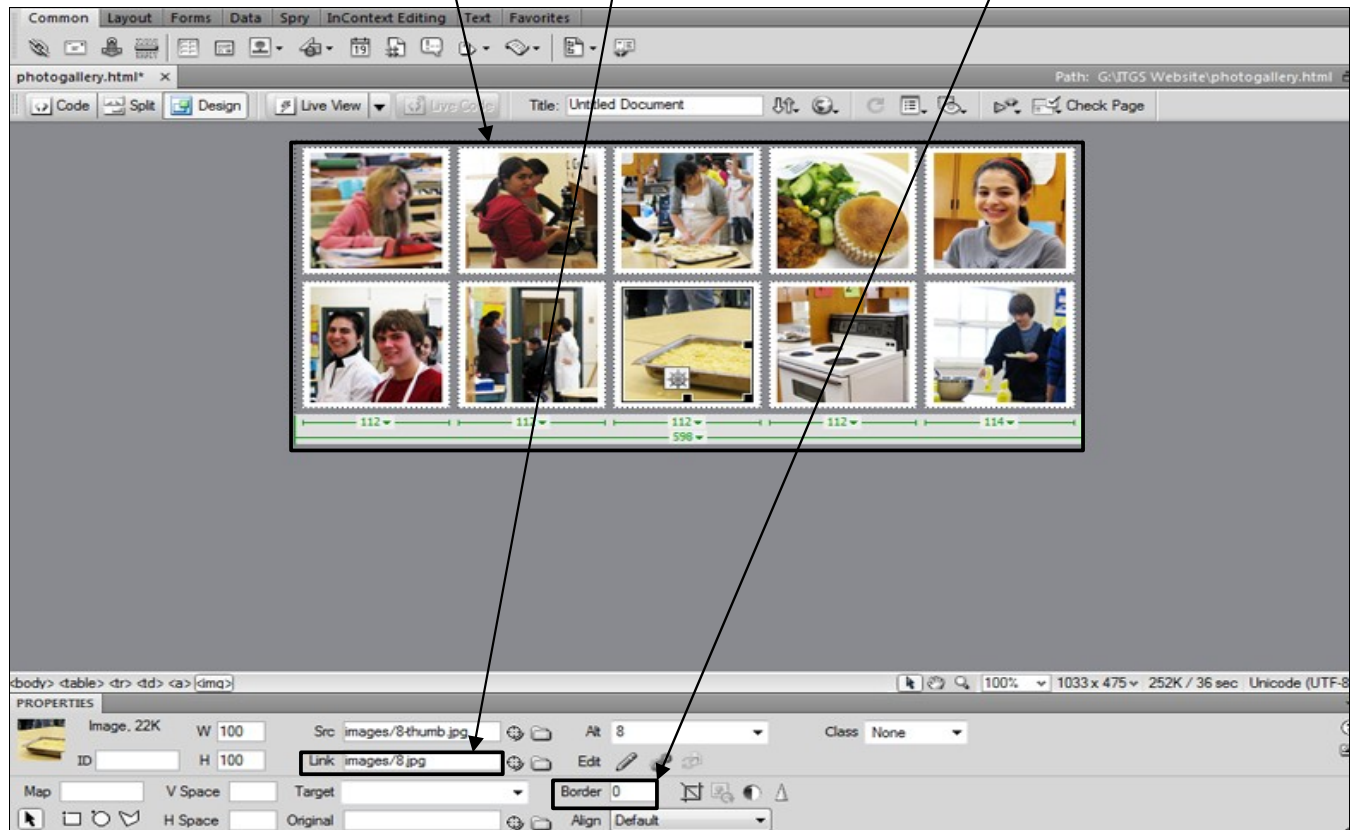 Common Layout Forms Data Spry InContext Editing Text Favorites
19
photogallery.html* × Path: G:\ITGS Website\photogallery.html
Code Split Design Live View Live Code Title: Untitled Document Check Page
112 112 112 112 114
598
<body> <table> <tr> <td> <a> <img> 100% 1033 x 475 252K / 36 sec Unicode (UTF-8
PROPERTIES
Image, 22K W 100 Src images/8-thumb.jpg Alt 8 Class None
ID H 100 Link images/8.jpg Edit
Map V Space Target Border 0
H Space Original Align Default